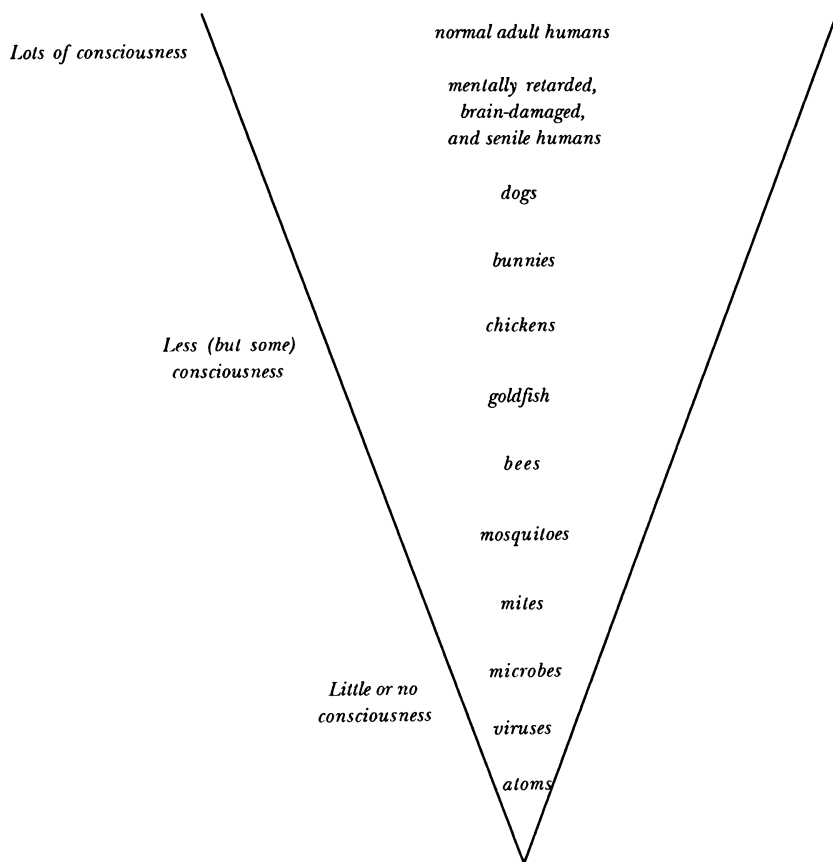 normal adult humans
Lots of consciousness
mentally retarded,
brain-damaged,
and senile humans
dogs
bunnies
chickens
Less (but some)
consciousness
goldfish
bees
mosquitoes
mites
microbes
Little or no
consciousness
viruses
atoms